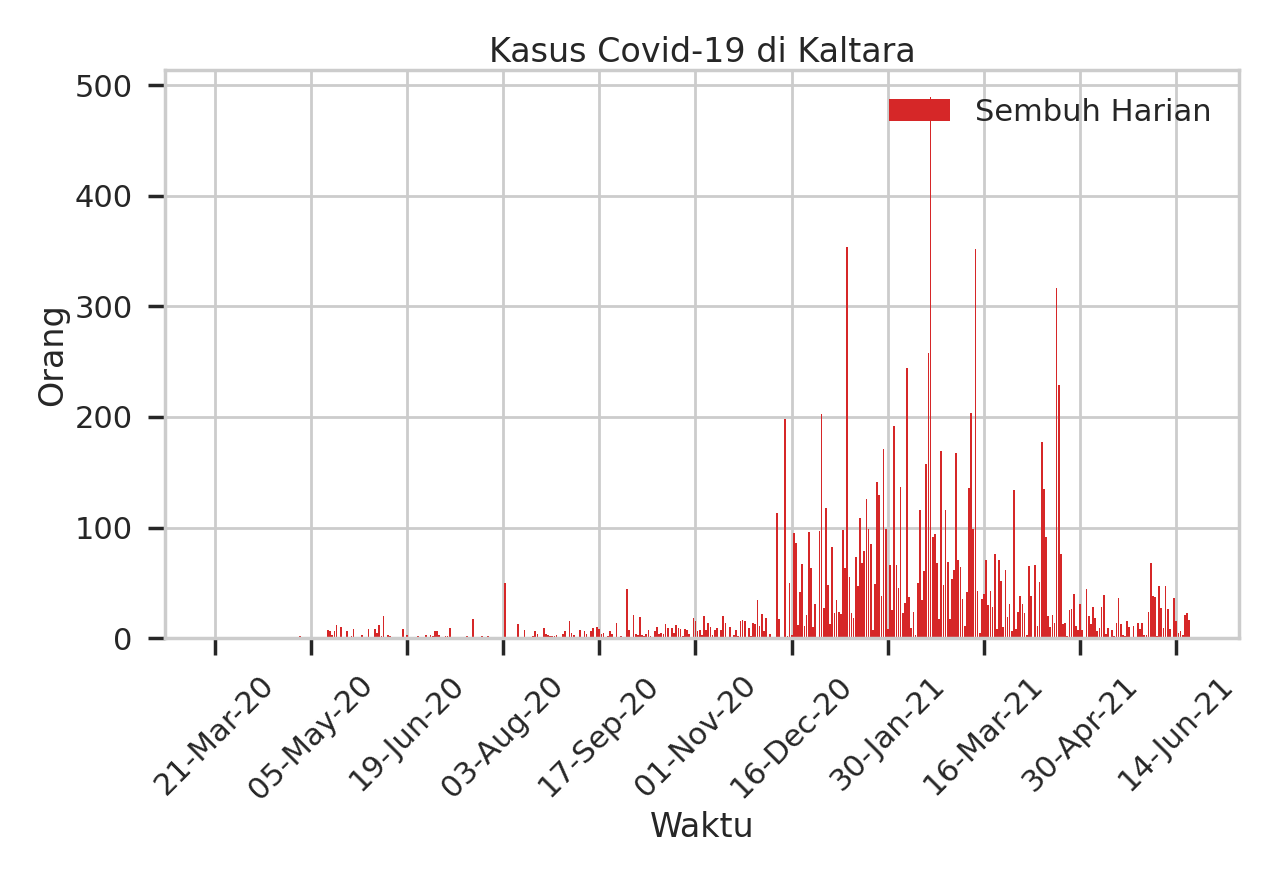 Kasus Covid-19 di Kaltara
Sembuh Harian
Orang
500
400
300
200
100
0
21-Mar-20
05-May-20
19-Jun-20
03-Aug-20
17-Sep-20
01-Nov-20
16-Dec-20
30-Jan-21
16-Mar-21
30-Apr-21
14-Jun-21
Waktu